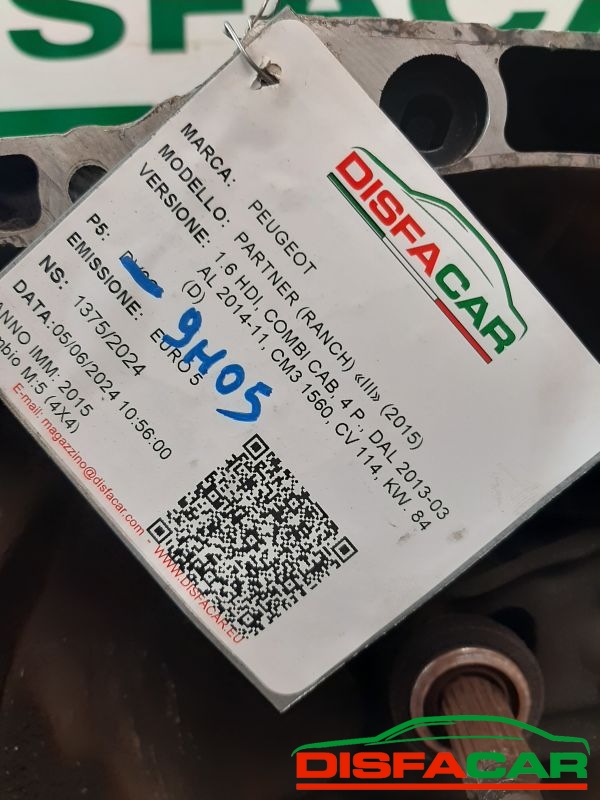 DISFACAR
MARCA: PEUGEOT
MODELLO: PARTNER (RANCH) «III» (2015)
VERSIONE: 1.6 HDI, COMBI CAB, 4 P., DAL 2013-03
AL 2014-11, CM3 1560, CV 114, KW. 84
(D)
P5: 9H05
EMISSIONE: EURO 5
NS: 1375/2024
DATA:05/06/2024 10:56:00
ANNO IMM: 2015
mbio M:5 (4X4)
E-mail: magazzino@disfacar.com - WWW.DISFACAR.EU
DISFACAR
DISFACAR